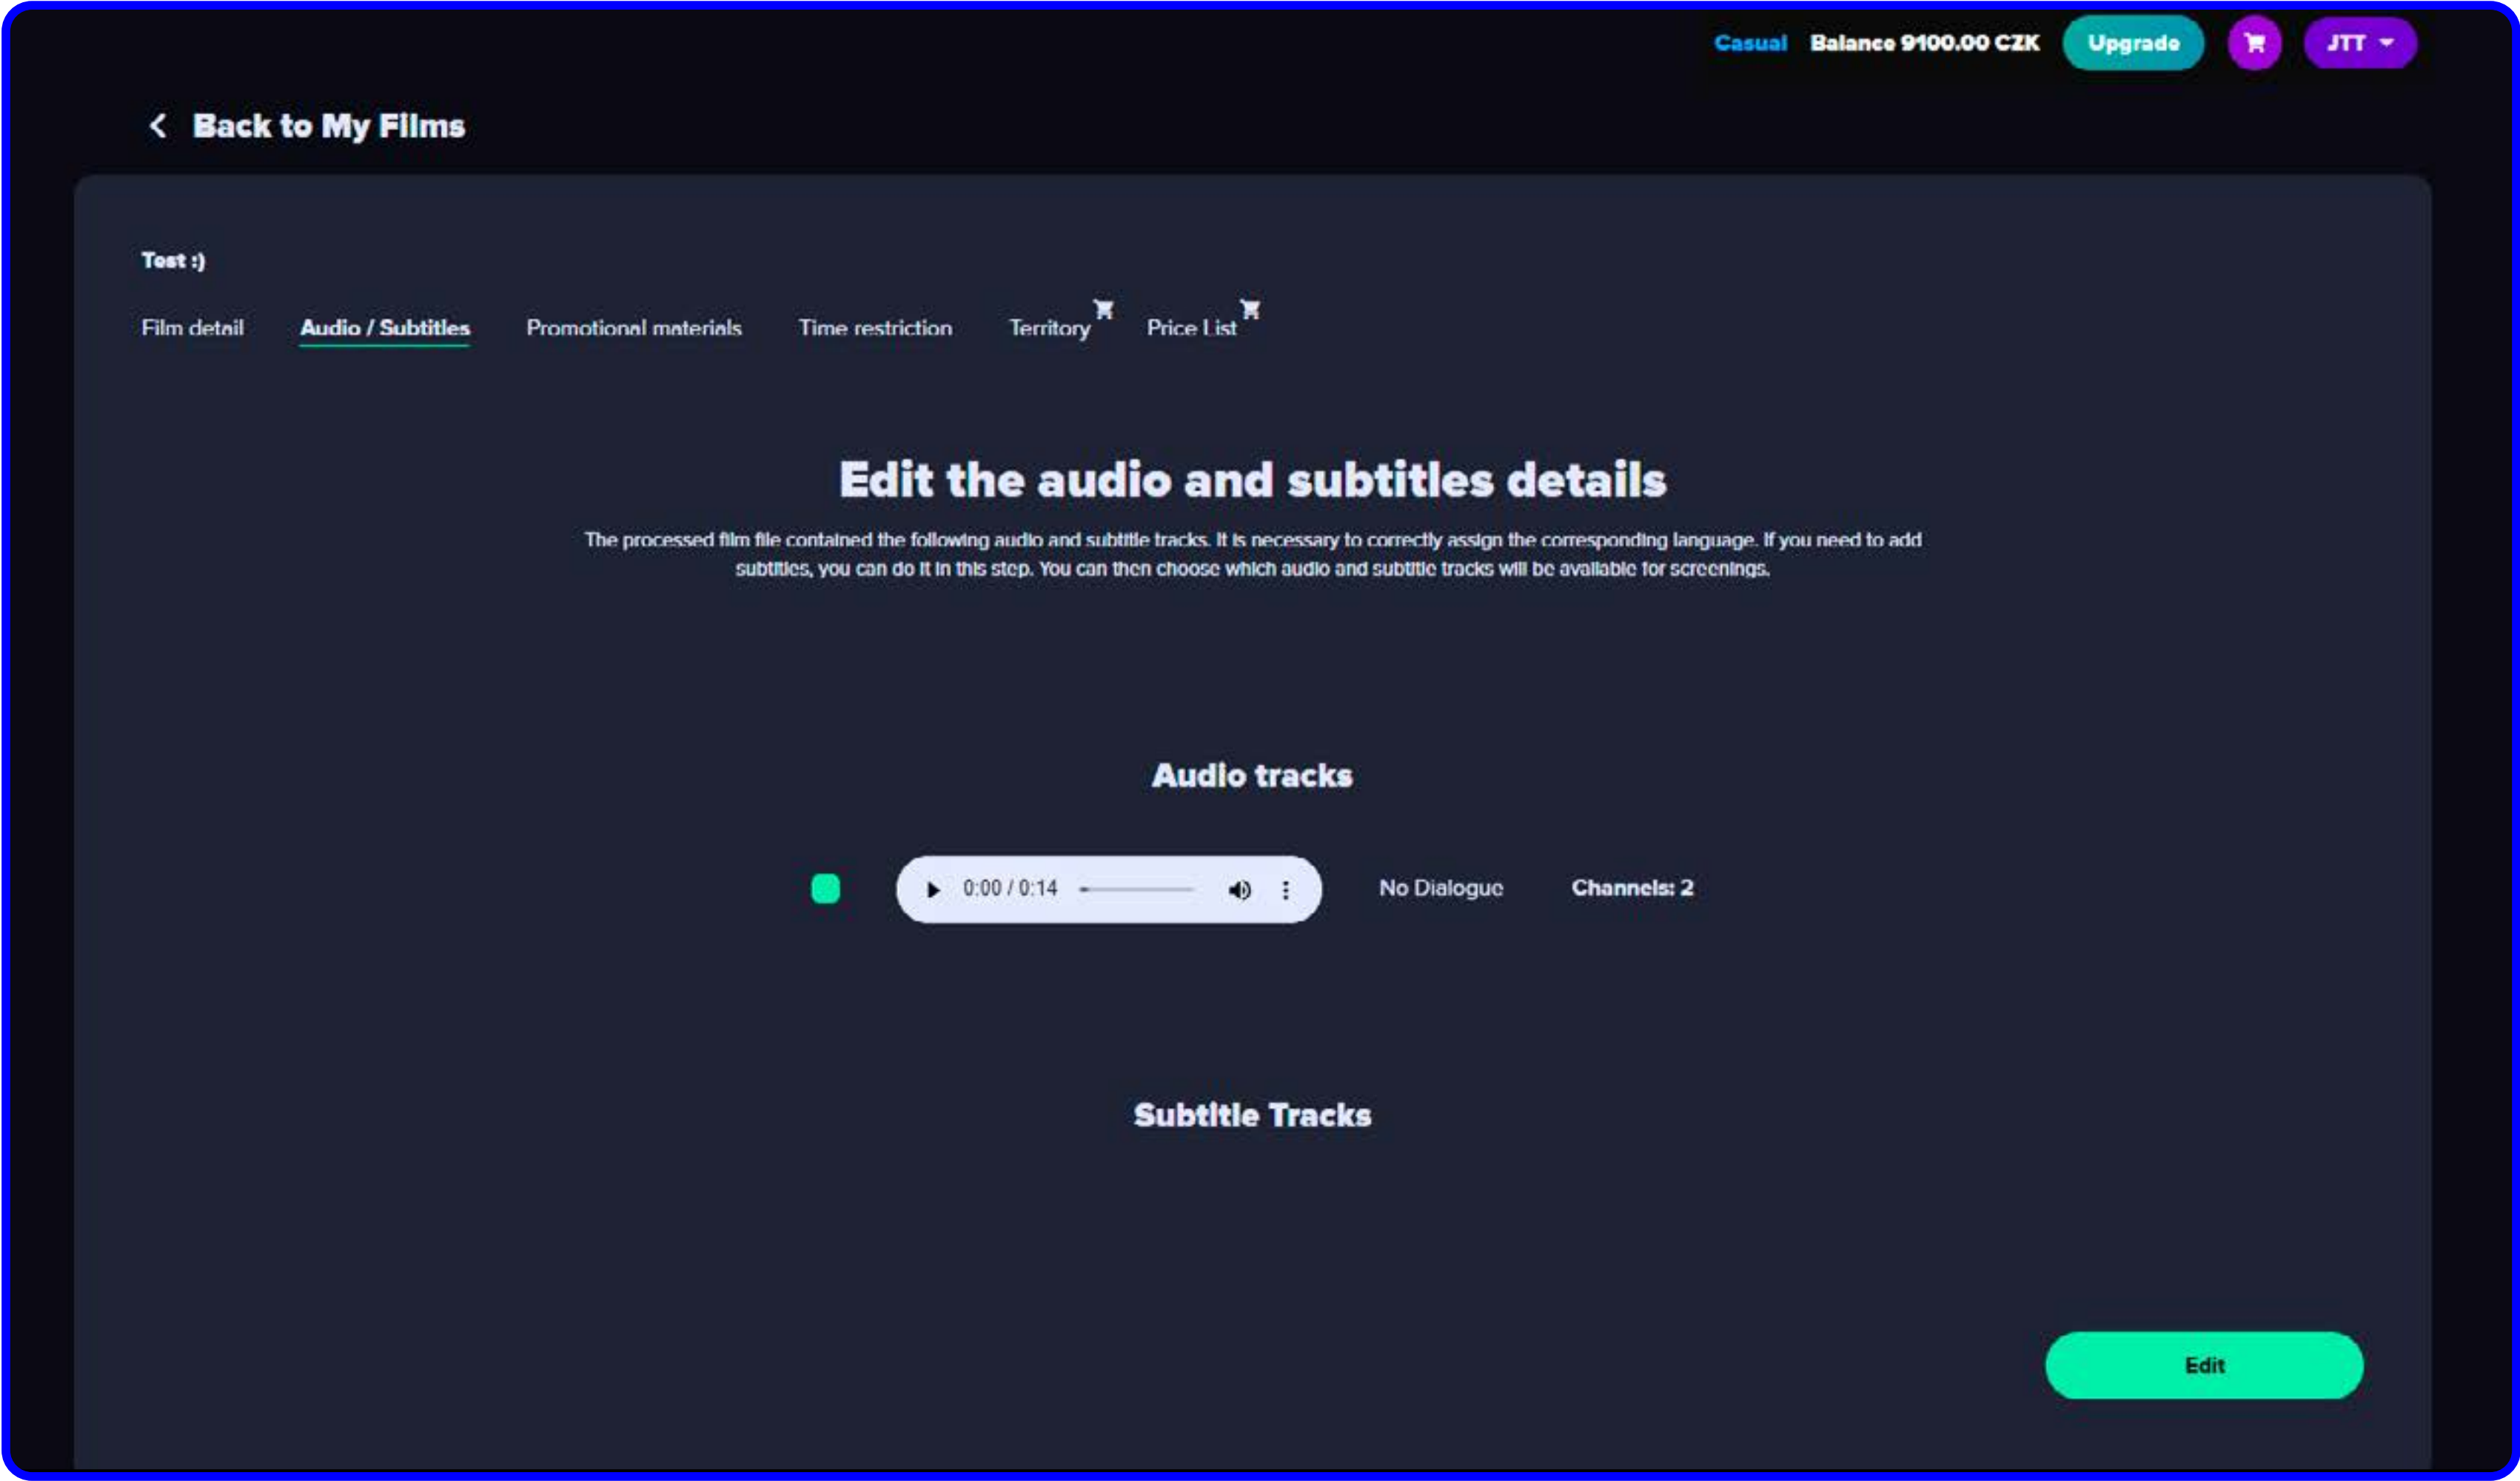 Casual Balance 9100.00 CZK Upgrade JTT
Back to My Films
Test :)
Film detail Audio / Subtitles Promotional materials Time restriction Territory Price List
Edit the audio and subtitles details
The processed film file contained the following audio and subtitle tracks. It is necessary to correctly assign the corresponding language. If you need to add
subtitles, you can do it in this step. You can then choose which audio and subtitle tracks will be available for screenings.
Audio tracks
0:00 / 0:14 No Dialogue Channels: 2
Subtitle Tracks
Edit